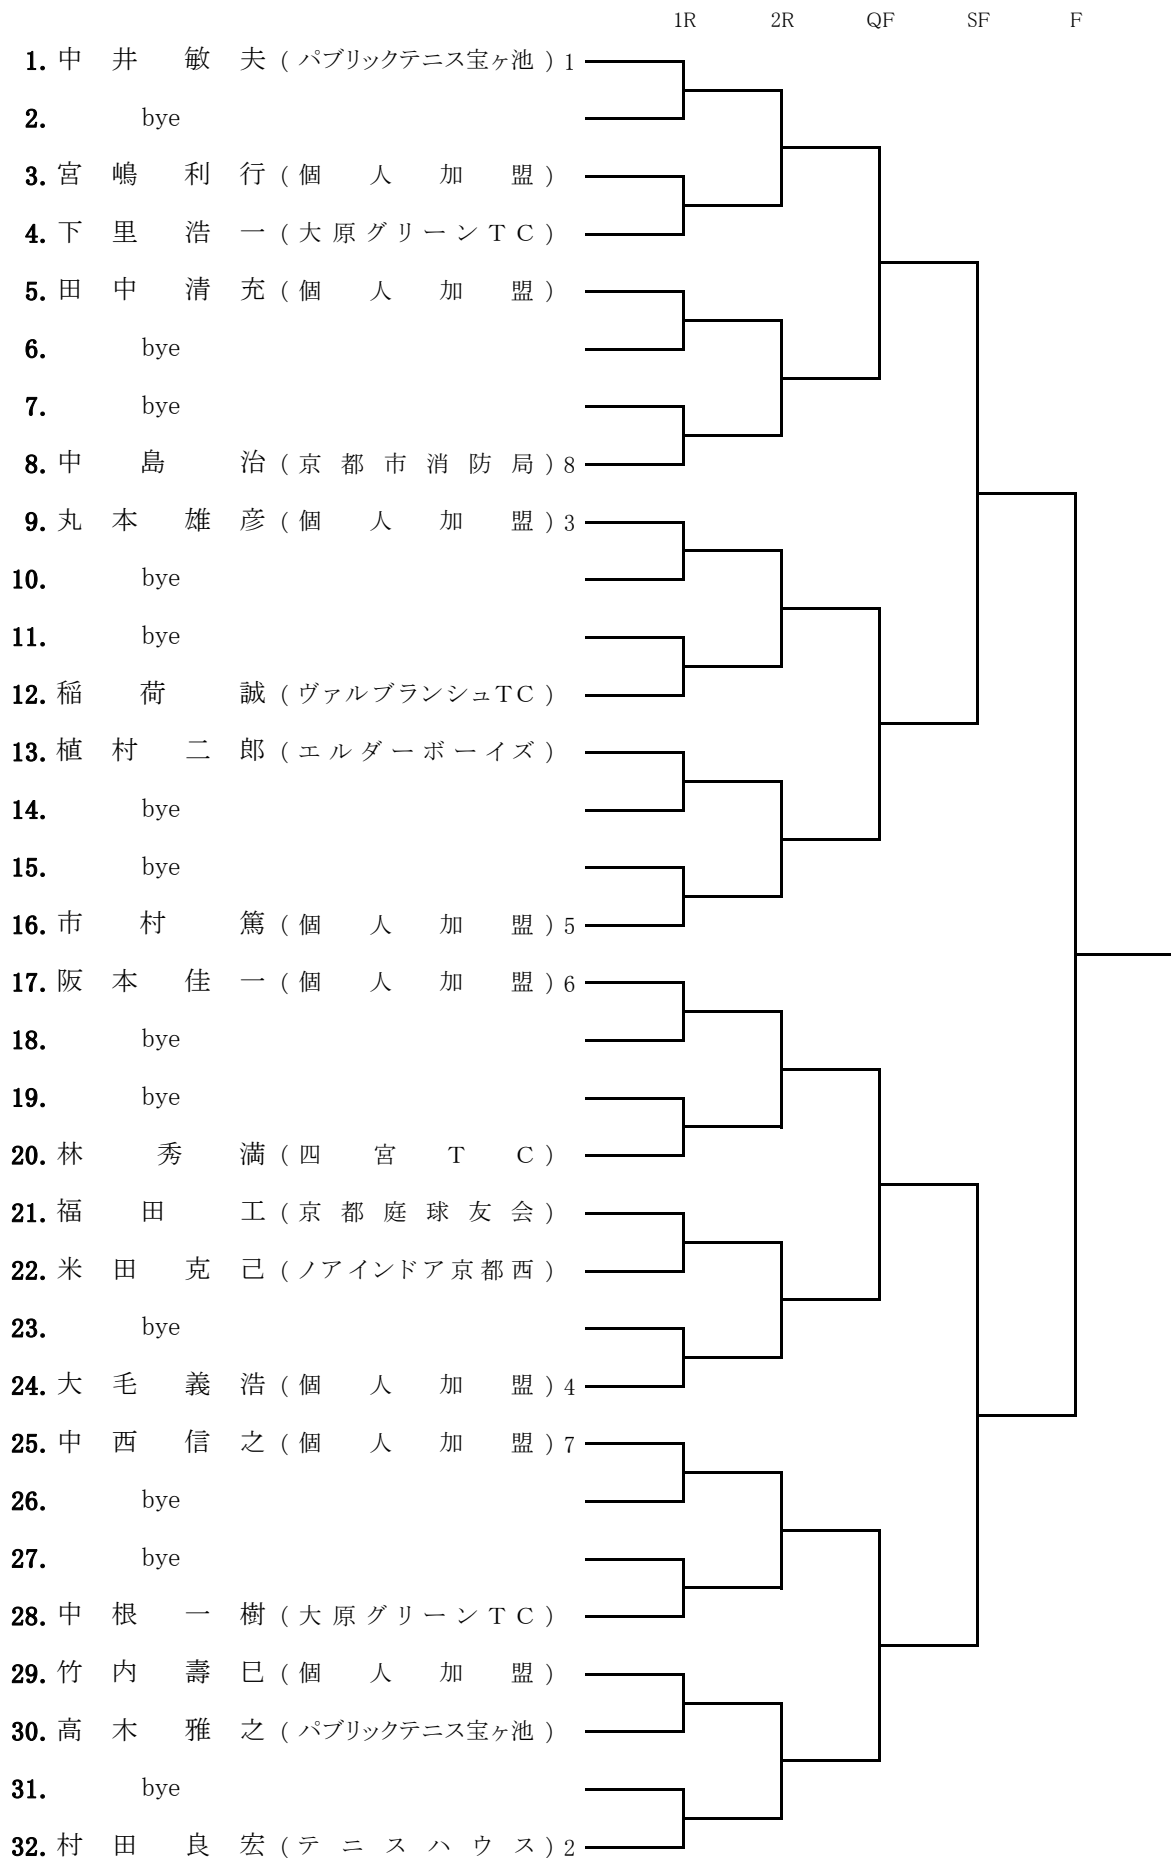 1R 2R QF SF F
1. 中井 敏夫 (パブリックテニス宝ヶ池) 1
2. bye
3. 宮嶋 利行 (個人加盟)
4. 下里 浩一 (大原グリーンTC)
5. 田中 清充 (個人加盟)
6. bye
7. bye
8. 中島 治 (京都市消防局) 8
9. 丸本 雄彦 (個人加盟) 3
10. bye
11. bye
12. 稲荷 誠 (ヴァルブランシュTC)
13. 植村 二郎 (エルダーボーイズ)
14. bye
15. bye
16. 市村 篤 (個人加盟) 5
17. 阪本 佳一 (個人加盟) 6
18. bye
19. bye
20. 林 秀満 (四宮TC)
21. 福田 工 (京都庭球友会)
22. 米田 克己 (ノアインドア京都西)
23. bye
24. 大毛 義浩 (個人加盟) 4
25. 中西 信之 (個人加盟) 7
26. bye
27. bye
28. 中根 一樹 (大原グリーンTC)
29. 竹内 壽巳 (個人加盟)
30. 高木 雅之 (パブリックテニス宝ヶ池)
31. bye
32. 村田 良宏 (テニスハウス) 2